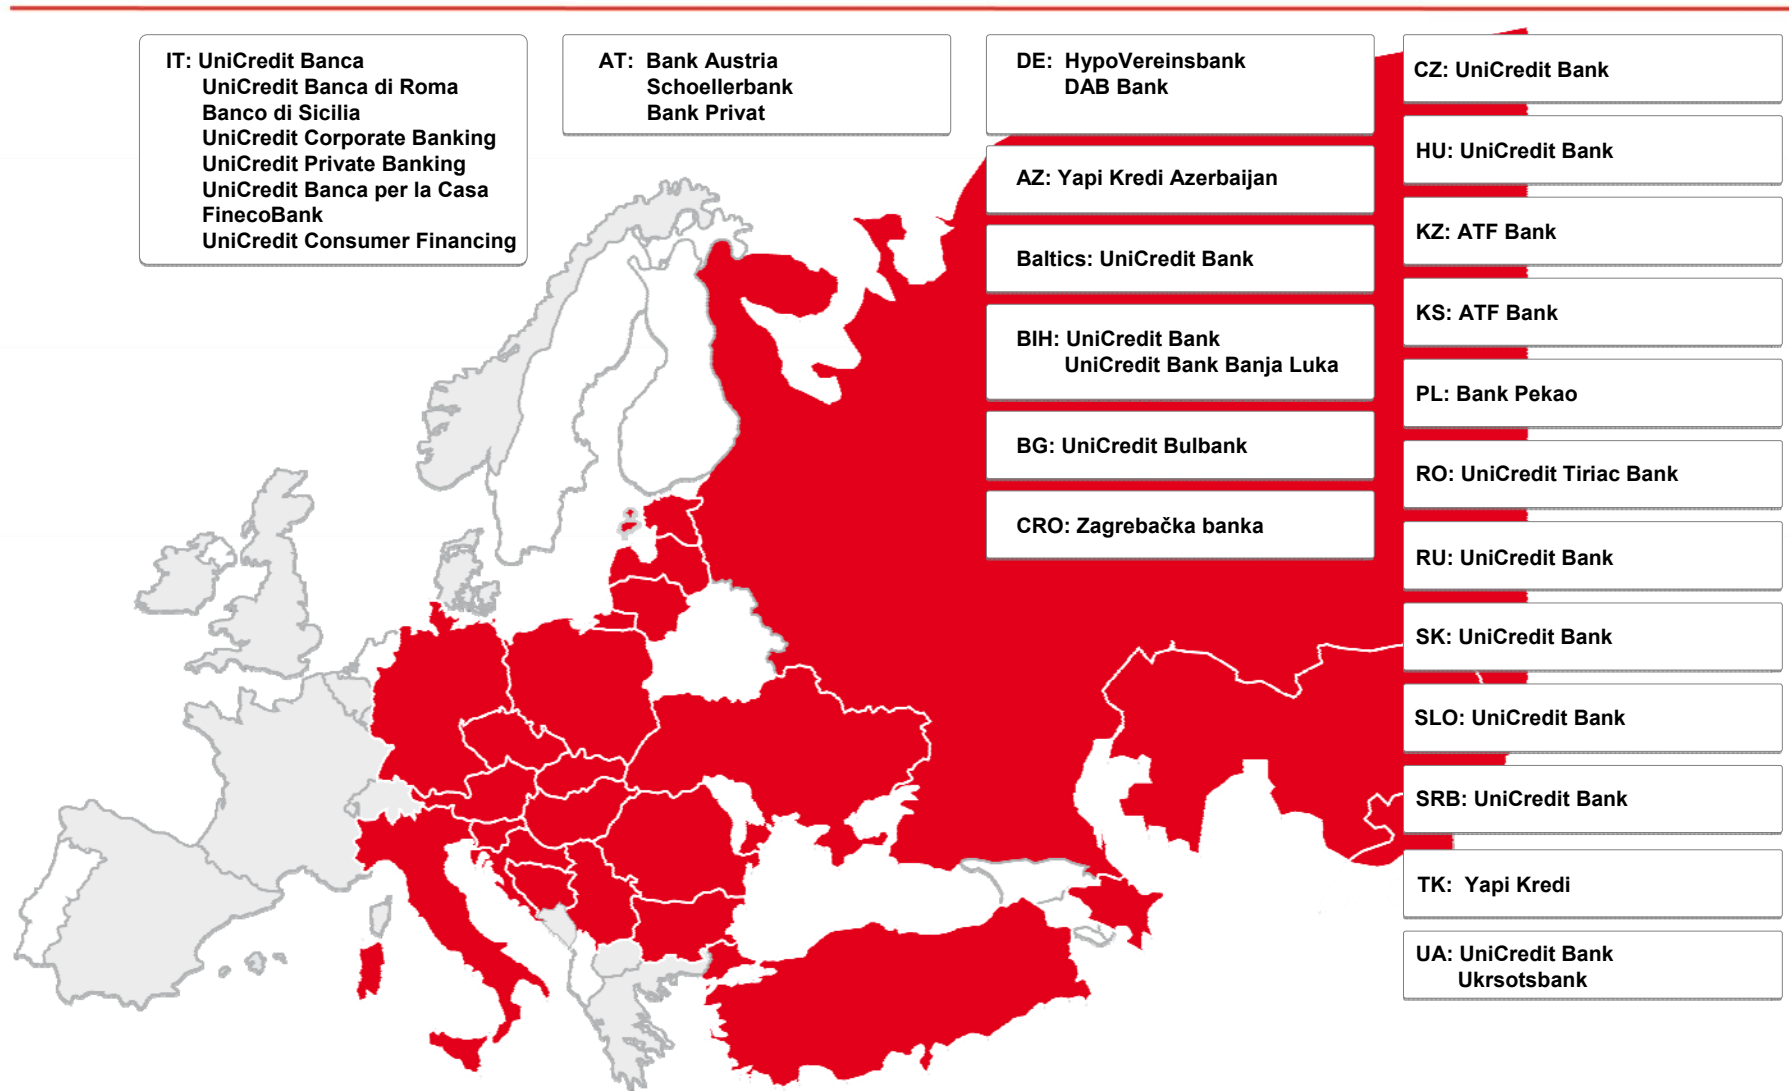 IT: UniCredit Banca
UniCredit Banca di Roma
Banco di Sicilia
UniCredit Corporate Banking
UniCredit Private Banking
UniCredit Banca per la Casa
FinecoBank
UniCredit Consumer Financing
AT: Bank Austria
Schoellerbank
Bank Privat
DE: HypoVereinsbank
DAB Bank
AZ: Yapi Kredi Azerbaijan
Baltics: UniCredit Bank
BIH: UniCredit Bank
UniCredit Bank Banja Luka
BG: UniCredit Bulbank
CRO: Zagrebačka banka
CZ: UniCredit Bank
HU: UniCredit Bank
KZ: ATF Bank
KS: ATF Bank
PL: Bank Pekao
RO: UniCredit Tiriac Bank
RU: UniCredit Bank
SK: UniCredit Bank
SLO: UniCredit Bank
SRB: UniCredit Bank
TK: Yapi Kredi
UA: UniCredit Bank
Ukrsotsbank